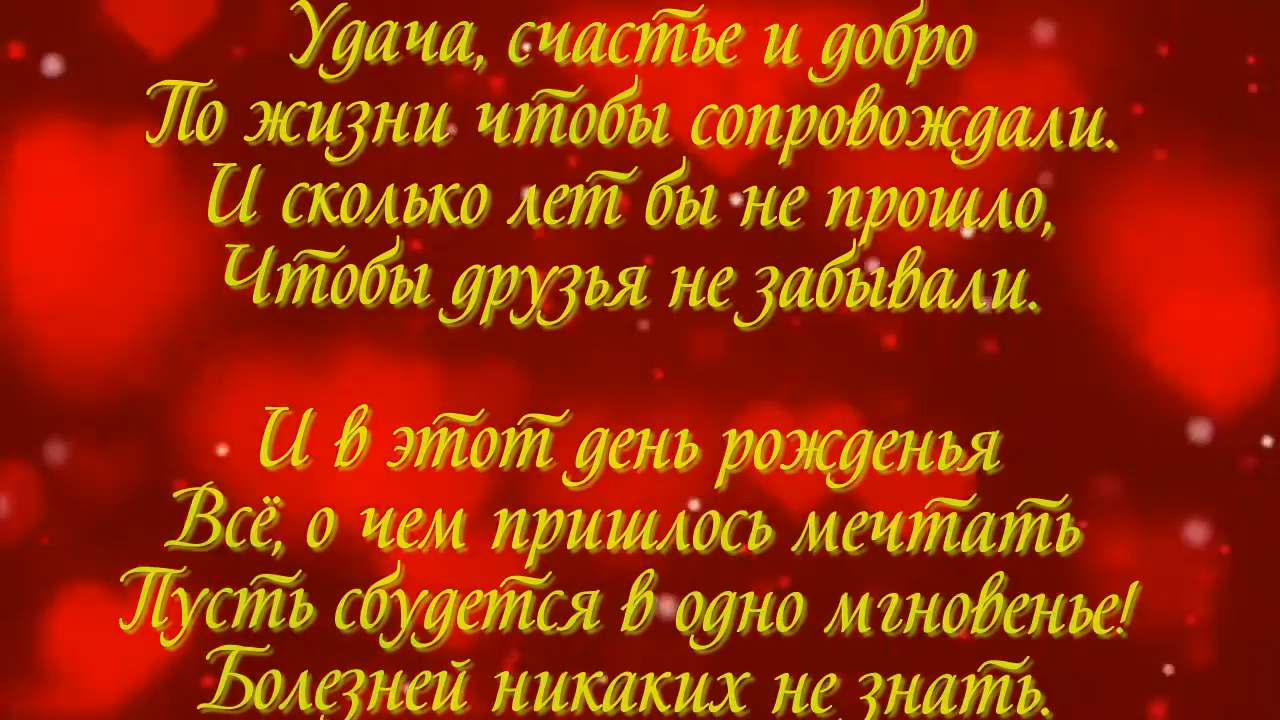 Удача, счастье и добро
По жизни чтобы сопровождали.
И сколько лет бы не прошло,
Чтобы друзья не забывали.
И в этот день рожденья
Всё, о чем пришлось мечтать
Пусть сбудется в одно мгновенье!
Болезней никаких не знать.